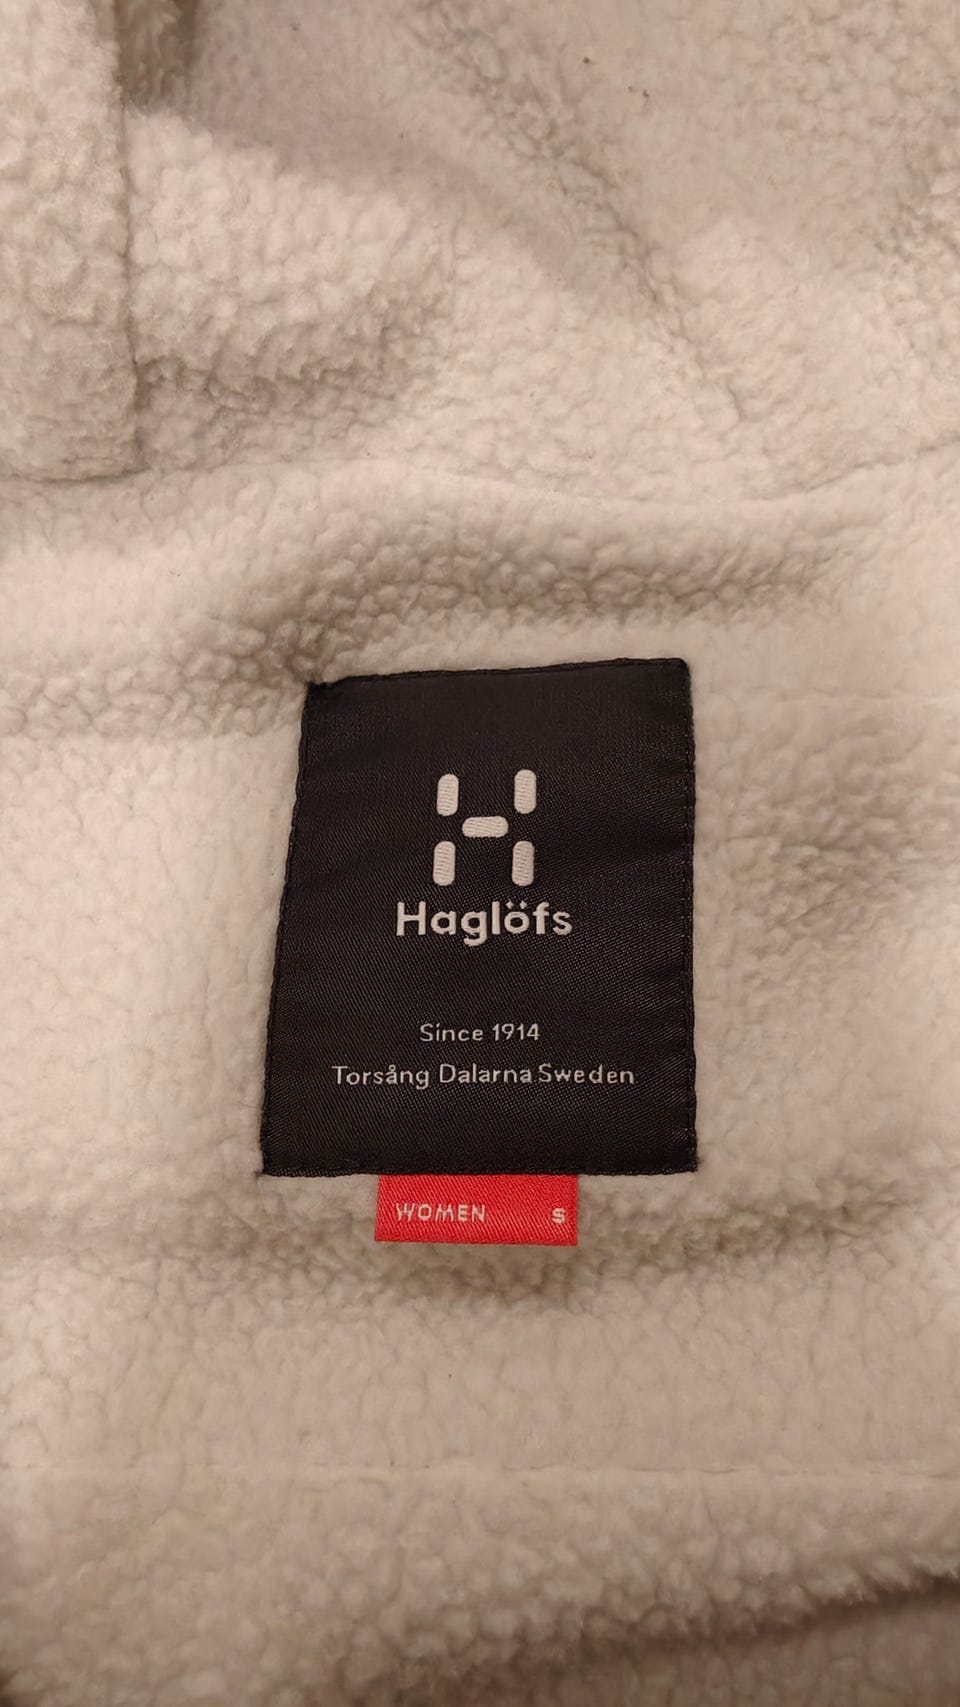 Haglöfs
Since 1914
Torsång Dalarna Sweden
WOMEN S